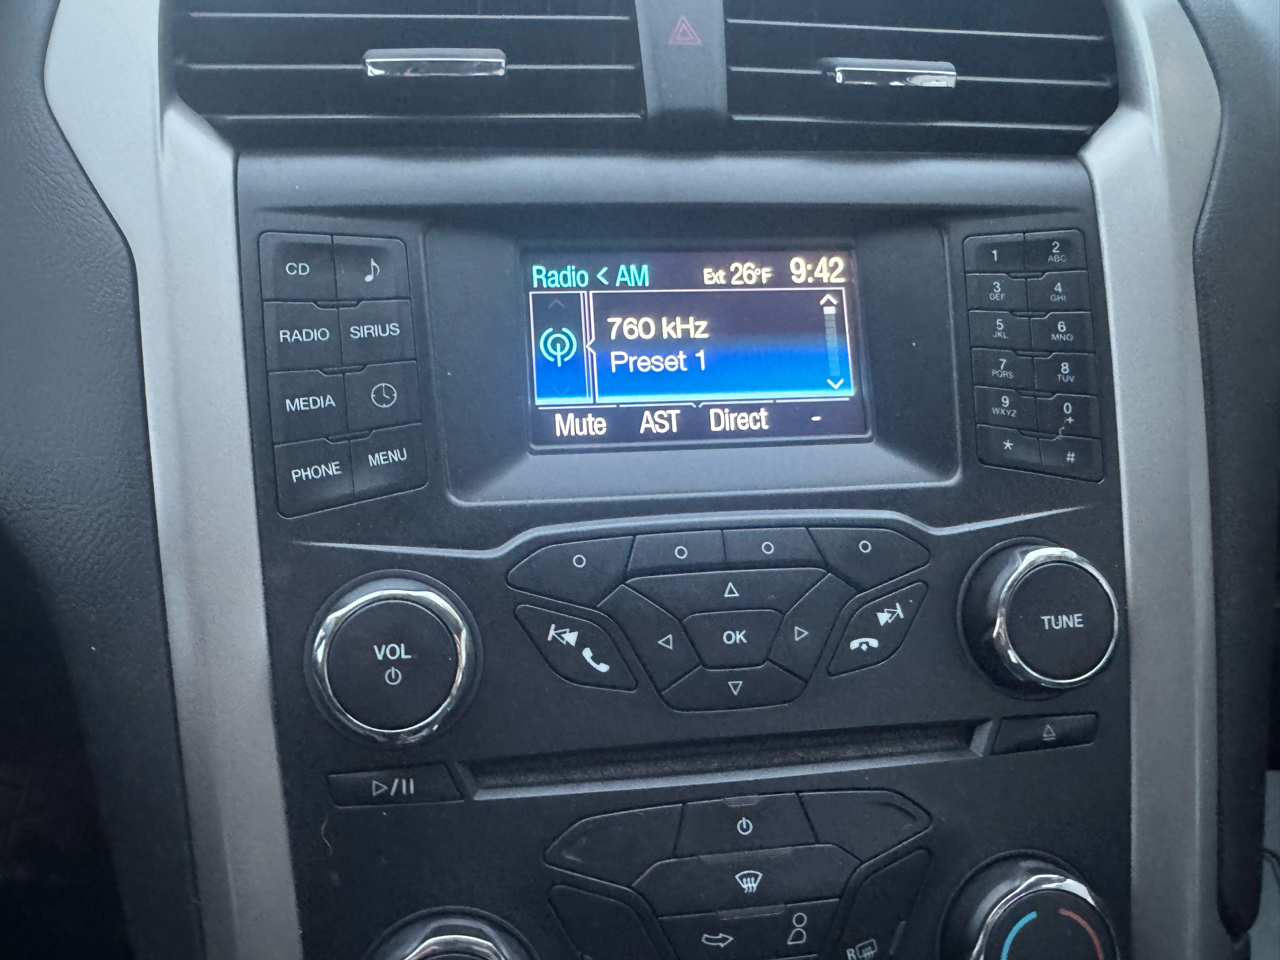 Radio < AM Ext 26°F 9:42
760 kHz
Preset 1
Mute AST Direct -
CD
RADIO SIRIUS
MEDIA
PHONE MENU
1 2 ABC
3 DEF 4 GHI
5 JKL 6 MNO
7 PQRS 8 TUV
9 WXYZ 0 +
* #
VOL
OK
TUNE
R